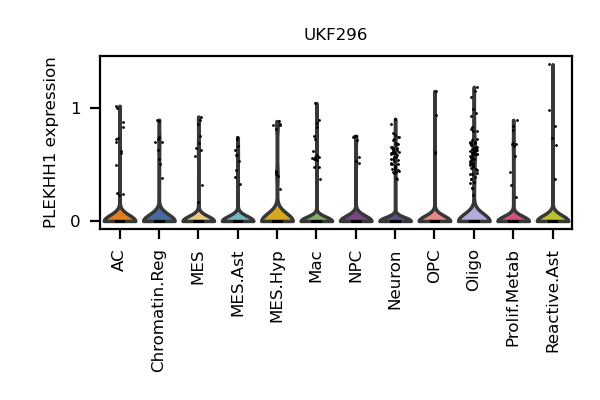 UKF296
PLEKHH1 expression
1
0
AC
Chromatin.Reg
MES
MES.Ast
MES.Hyp
Mac
NPC
Neuron
OPC
Oligo
Prolif.Metab
Reactive.Ast